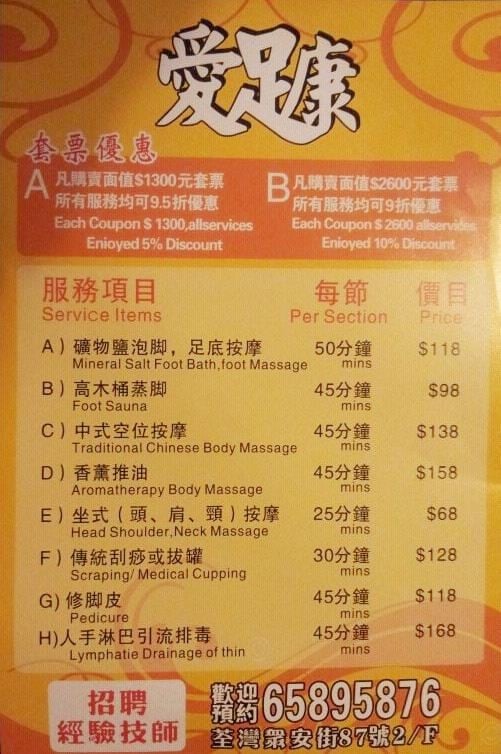 愛足康
套票優惠
A 凡購買面值$1300元套票
所有服務均可9.5折優惠
Each Coupon $ 1300,allservices
Enioyed 5% Discount
B 凡購買面值$2600元套票
所有服務均可9折優惠
Each Coupon $ 2600 allservices
Enioyed 10% Discount
服務項目 每節 價目
Service Items Per Section Price
A) 礦物鹽泡脚，足底按摩 50分鐘 $118
Mineral Salt Foot Bath,foot Massage mins
B) 高木桶蒸脚 45分鐘 $98
Foot Sauna mins
C) 中式空位按摩 45分鐘 $138
Traditional Chinese Body Massage mins
D) 香薰推油 45分鐘 $158
Aromatherapy Body Massage mins
E) 坐式（頭、肩、頸）按摩 25分鐘 $68
Head Shoulder,Neck Massage mins
F) 傳統刮痧或拔罐 30分鐘 $128
Scraping/ Medical Cupping mins
G) 修脚皮 45分鐘 $118
Pedicure mins
H)人手淋巴引流排毒 45分鐘 $168
Lymphatie Drainage of thin mins
招聘
經驗技師
歡迎預約 65895876
荃灣眾安街87號2/F